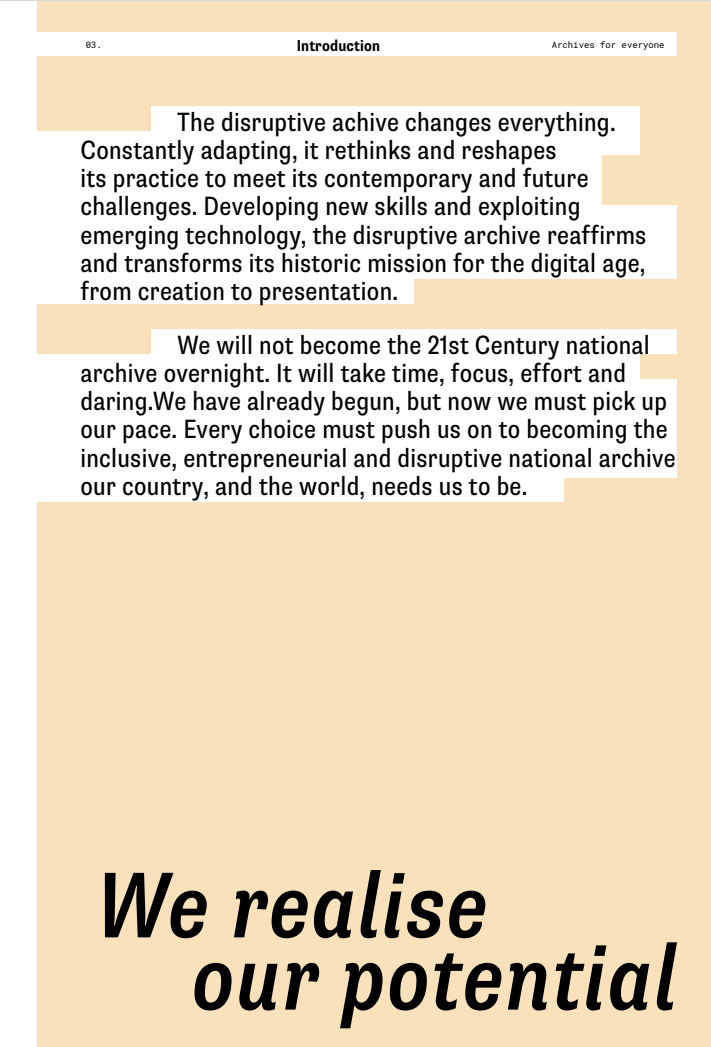 03.
Introduction
Archives for everyone
The disruptive achive changes everything.
Constantly adapting, it rethinks and reshapes
its practice to meet its contemporary and future
challenges. Developing new skills and exploiting
emerging technology, the disruptive archive reaffirms
and transforms its historic mission for the digital age,
from creation to presentation.
We will not become the 21st Century national
archive overnight. It will take time, focus, effort and
daring.We have already begun, but now we must pick up
our pace. Every choice must push us on to becoming the
inclusive, entrepreneurial and disruptive national archive
our country, and the world, needs us to be.
We realise
our potential